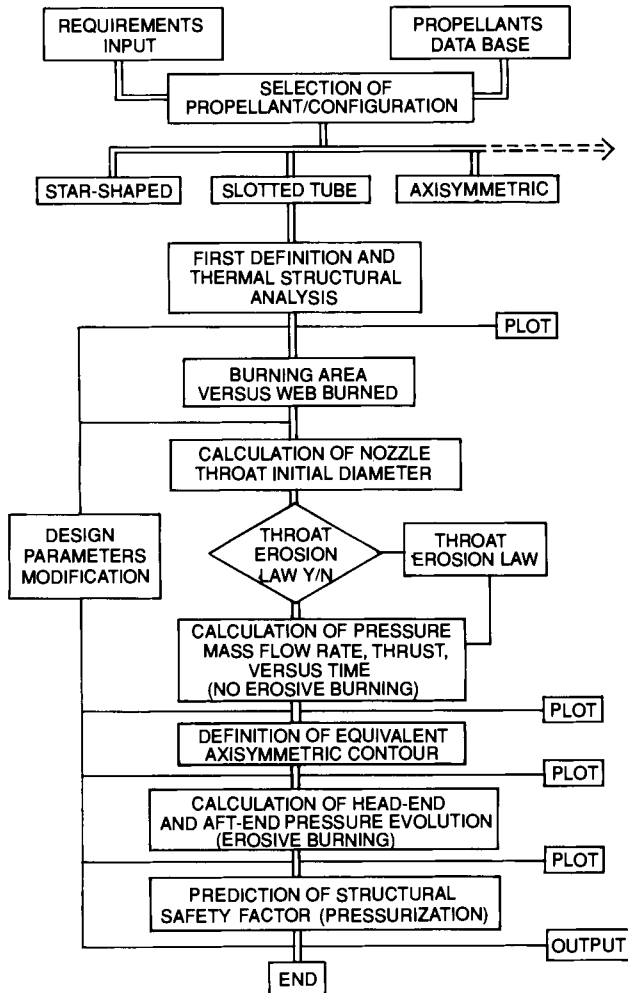 REQUIREMENTS
INPUT
PROPELLANTS
DATA BASE
SELECTION OF
PROPELLANT/CONFIGURATION
STAR-SHAPED
SLOTTED TUBE
AXISYMMETRIC
FIRST DEFINITION AND
THERMAL STRUCTURAL
ANALYSIS
PLOT
BURNING AREA
VERSUS WEB BURNED
CALCULATION OF NOZZLE
THROAT INITIAL DIAMETER
DESIGN
PARAMETERS
MODIFICATION
THROAT
EROSION
LAW Y/N
THROAT
EROSION LAW
CALCULATION OF PRESSURE
MASS FLOW RATE, THRUST,
VERSUS TIME
(NO EROSIVE BURNING)
PLOT
DEFINITION OF EQUIVALENT
AXISYMMETRIC CONTOUR
PLOT
CALCULATION OF HEAD-END
AND AFT-END PRESSURE EVOLUTION
(EROSIVE BURNING)
PLOT
PREDICTION OF STRUCTURAL
SAFETY FACTOR (PRESSURIZATION)
OUTPUT
END